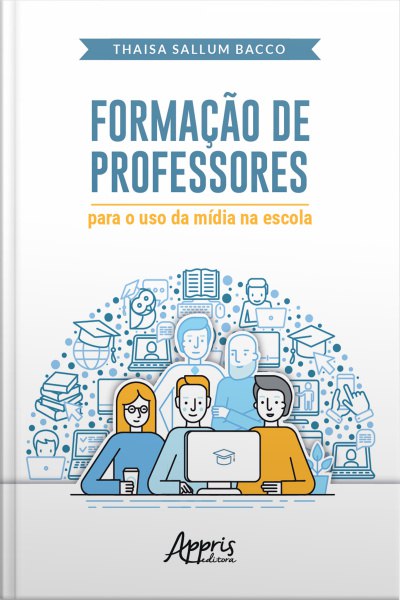 THAISA SALLUM BACCO
FORMAÇÃO DE
PROFESSORES
para o uso da mídia na escola
Appris
editora